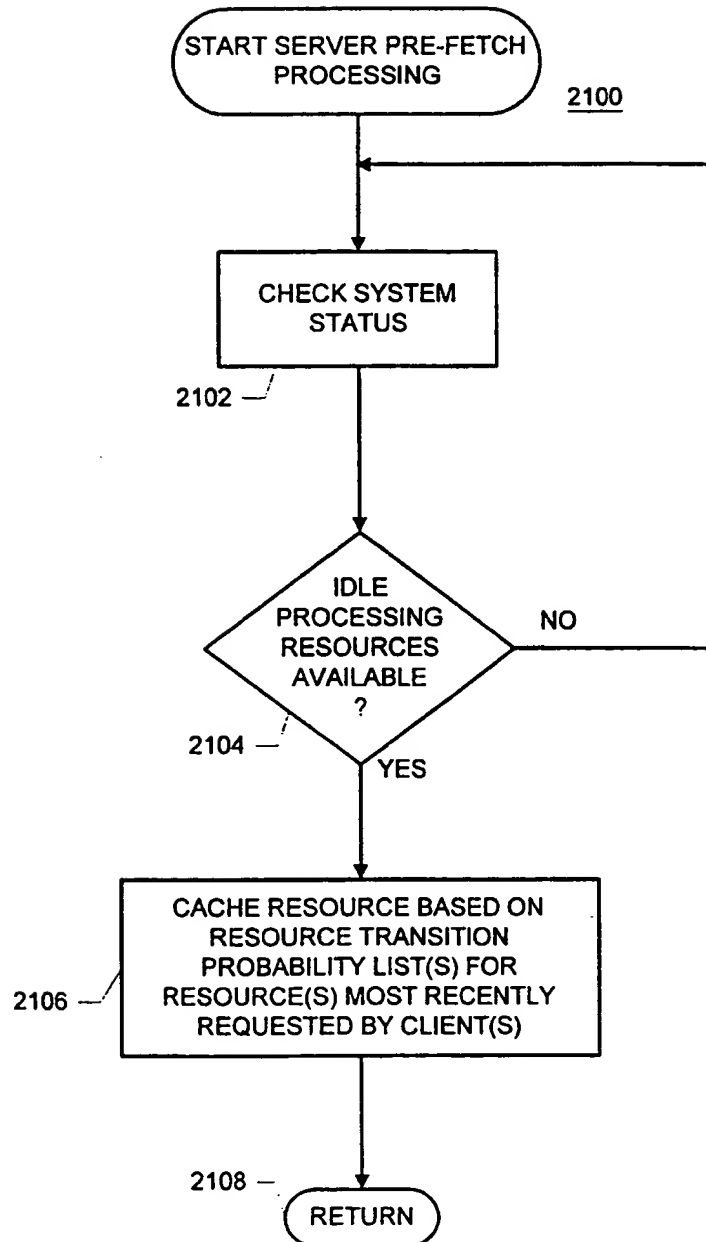 START SERVER PRE-FETCH
PROCESSING
2100
CHECK SYSTEM
STATUS
2102
IDLE
PROCESSING
RESOURCES
AVAILABLE
?
NO
2104
YES
CACHE RESOURCE BASED ON
RESOURCE TRANSITION
PROBABILITY LIST(S) FOR
RESOURCE(S) MOST RECENTLY
REQUESTED BY CLIENT(S)
2106
2108
RETURN